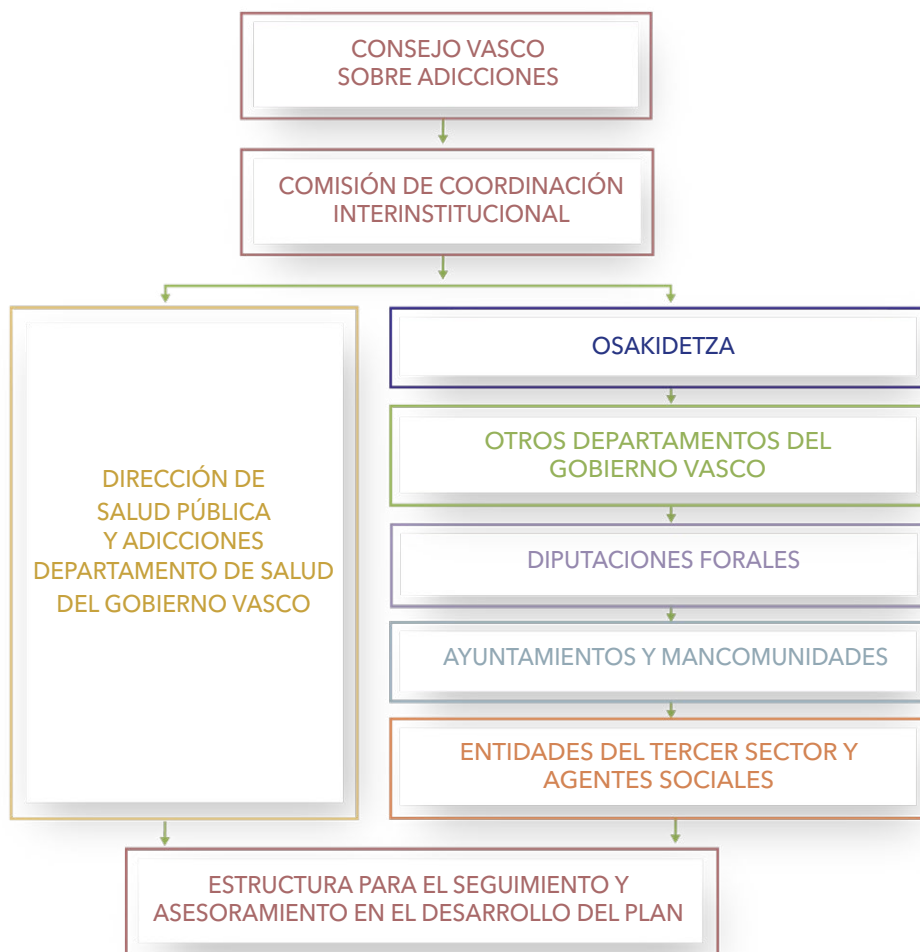 CONSEJO VASCO
SOBRE ADICCIONES
COMISIÓN DE COORDINACIÓN
INTERINSTITUCIONAL
DIRECCIÓN DE
SALUD PÚBLICA
Y ADICCIONES
DEPARTAMENTO DE SALUD
DEL GOBIERNO VASCO
OSAKIDETZA
OTROS DEPARTAMENTOS DEL
GOBIERNO VASCO
DIPUTACIONES FORALES
AYUNTAMIENTOS Y MANCOMUNIDADES
ENTIDADES DEL TERCER SECTOR Y
AGENTES SOCIALES
ESTRUCTURA PARA EL SEGUIMIENTO Y
ASESORAMIENTO EN EL DESARROLLO DEL PLAN